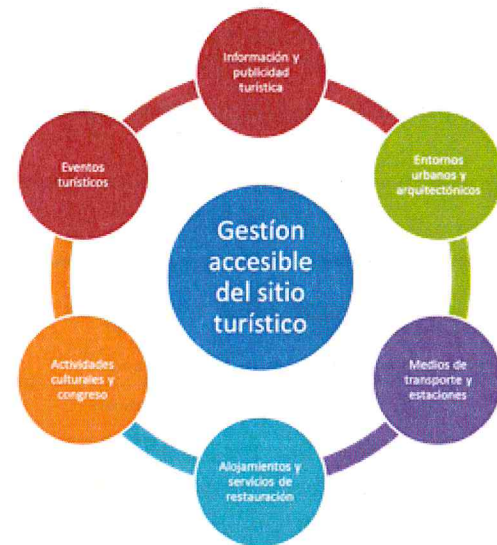 Información y
publicidad
turística
Entornos
urbanos y
arquitectónicos
Medios de
transporte y
estaciones
Alojamientos y
servicios de
restauración
Actividades
culturales y
congreso
Eventos
turísticos
Gestíon
accesible
del sitio
turístico